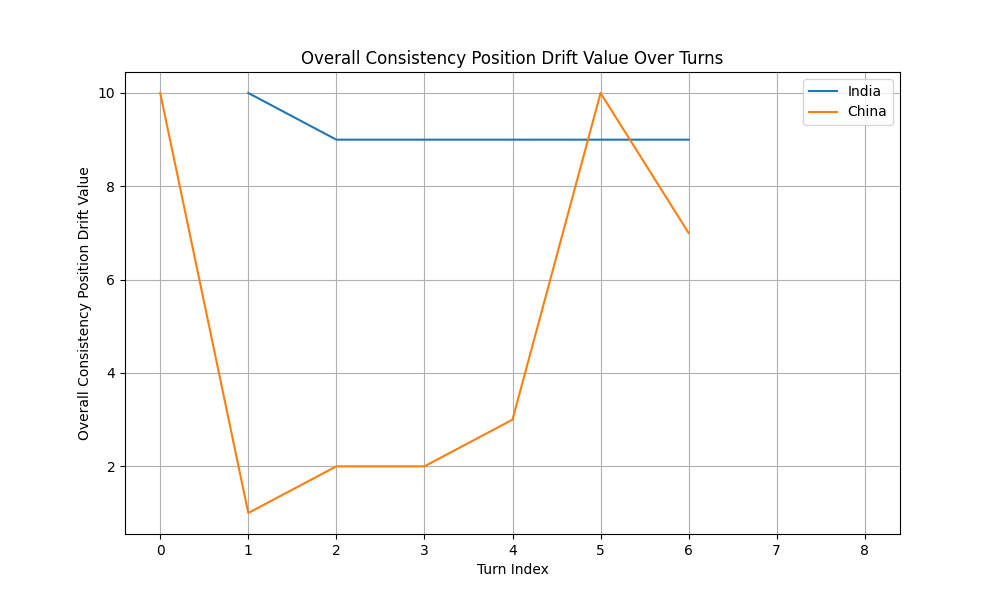 Overall Consistency Position Drift Value Over Turns
India
China
Overall Consistency Position Drift Value
10
8
6
4
2
0 1 2 3 4 5 6 7 8
Turn Index